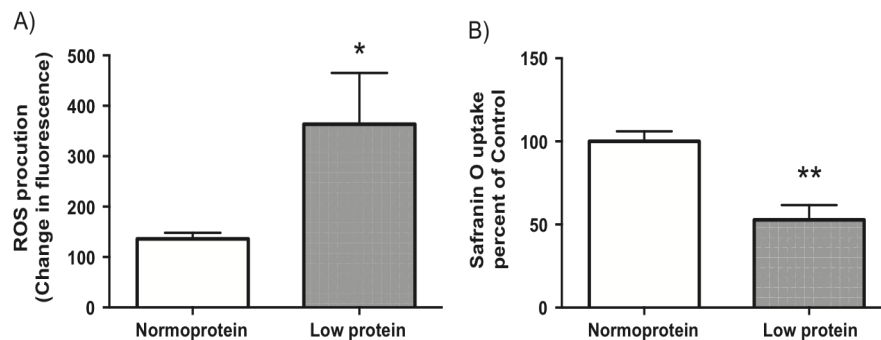 A)
ROS procution
(Change in fluorescence)
500
400
300
200
100
0
*
Normoprotein
Low protein
B)
Safranin O uptake
percent of Control
150
100
50
0
**
Normoprotein
Low protein